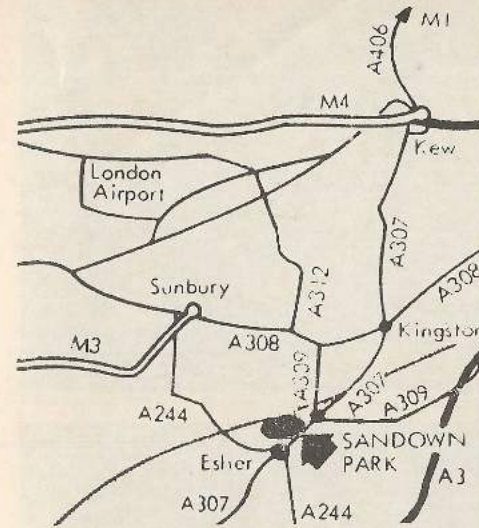 M1
A406
M4
Kew
London
Airport
A307
A312
A308
Sunbury
Kingston
A308
M3
A309
A307
A309
A244
SANDOWN
PARK
Esher
A3
A307
A244